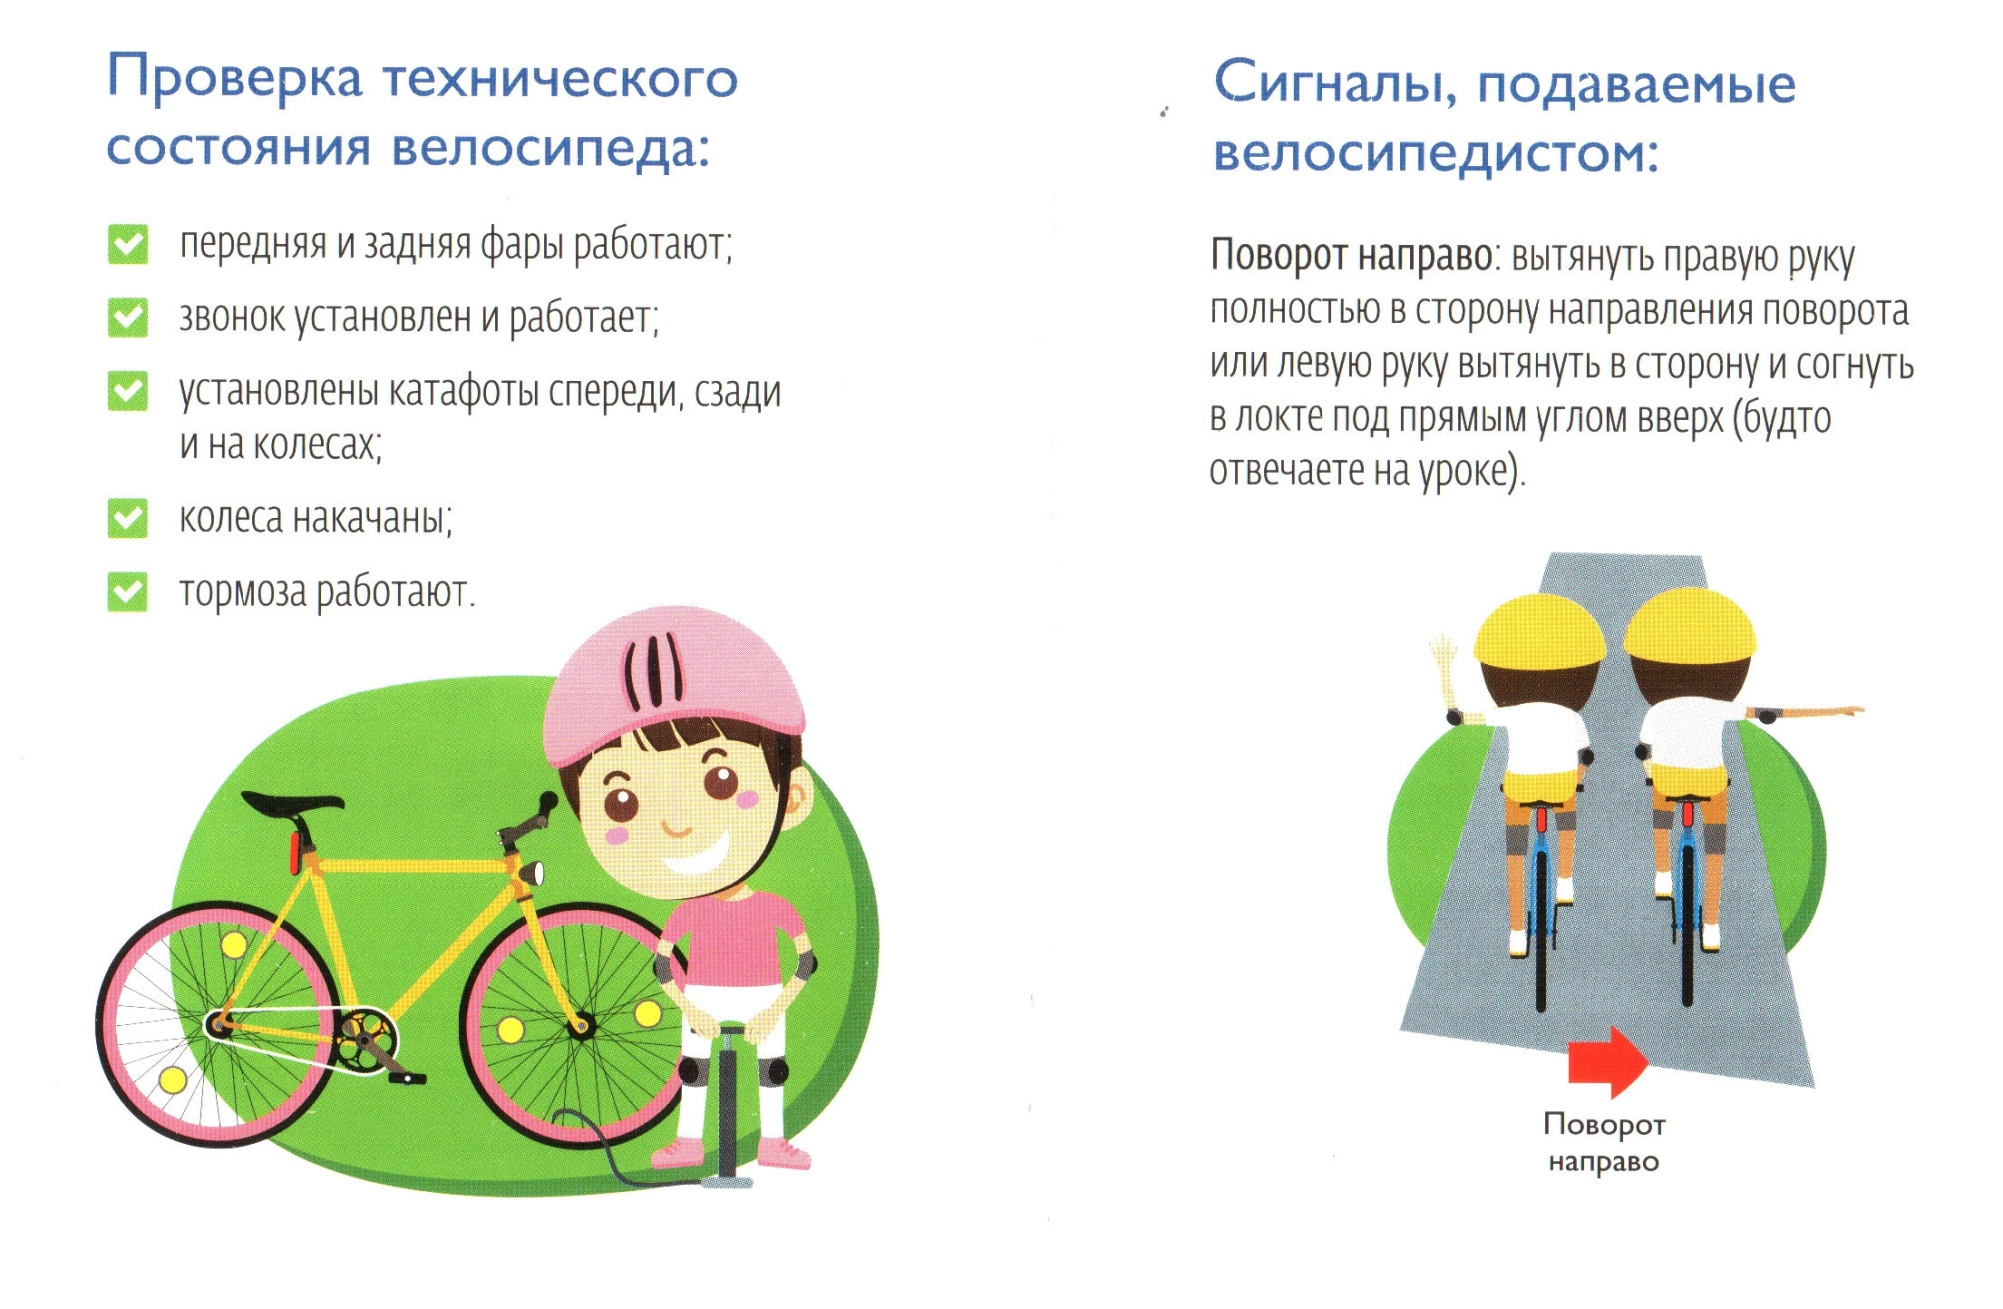 Проверка технического
состояния велосипеда:
передняя и задняя фары работают;
звонок установлен и работает;
установлены катафоты спереди, сзади
и на колесах;
колеса накачаны;
тормоза работают.
Сигналы, подаваемые
велосипедистом:
Поворот направо: вытянуть правую руку
полностью в сторону направления поворота
или левую руку вытянуть в сторону и согнуть
в локте под прямым углом вверх (будто
отвечаете на уроке).
Поворот
направо